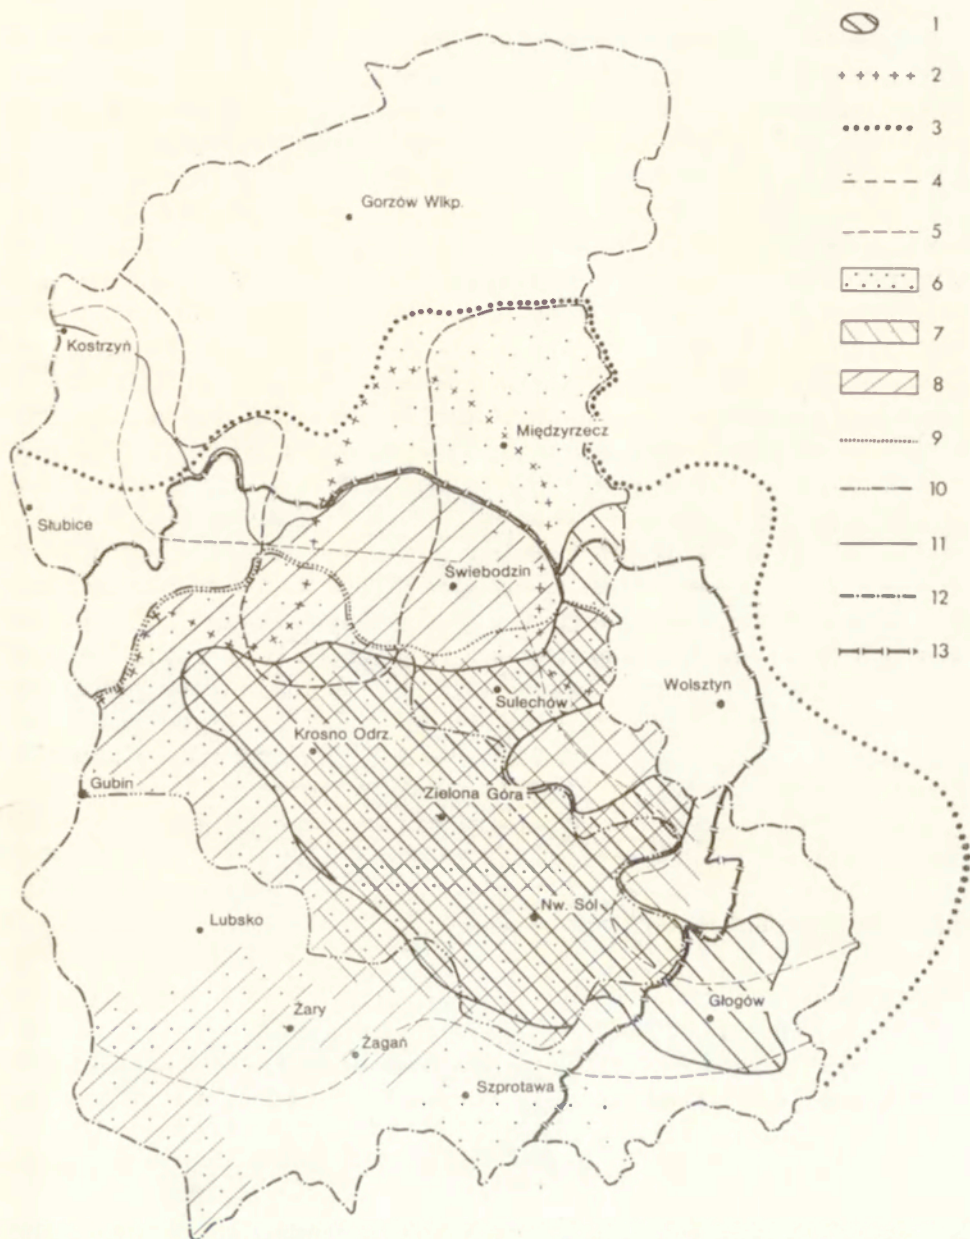 1
2
3
4
5
6
7
8
9
10
11
12
13
Gorzów Wlkp.
Kostrzyń
Międzyrzecz
Słubice
Świebodzin
Wolsztyn
Sulechów
Krosno Odrz.
Gubin
Zielona Góra
Nw. Sól
Lubsko
Głogów
Żary
Żagań
Szprotawa